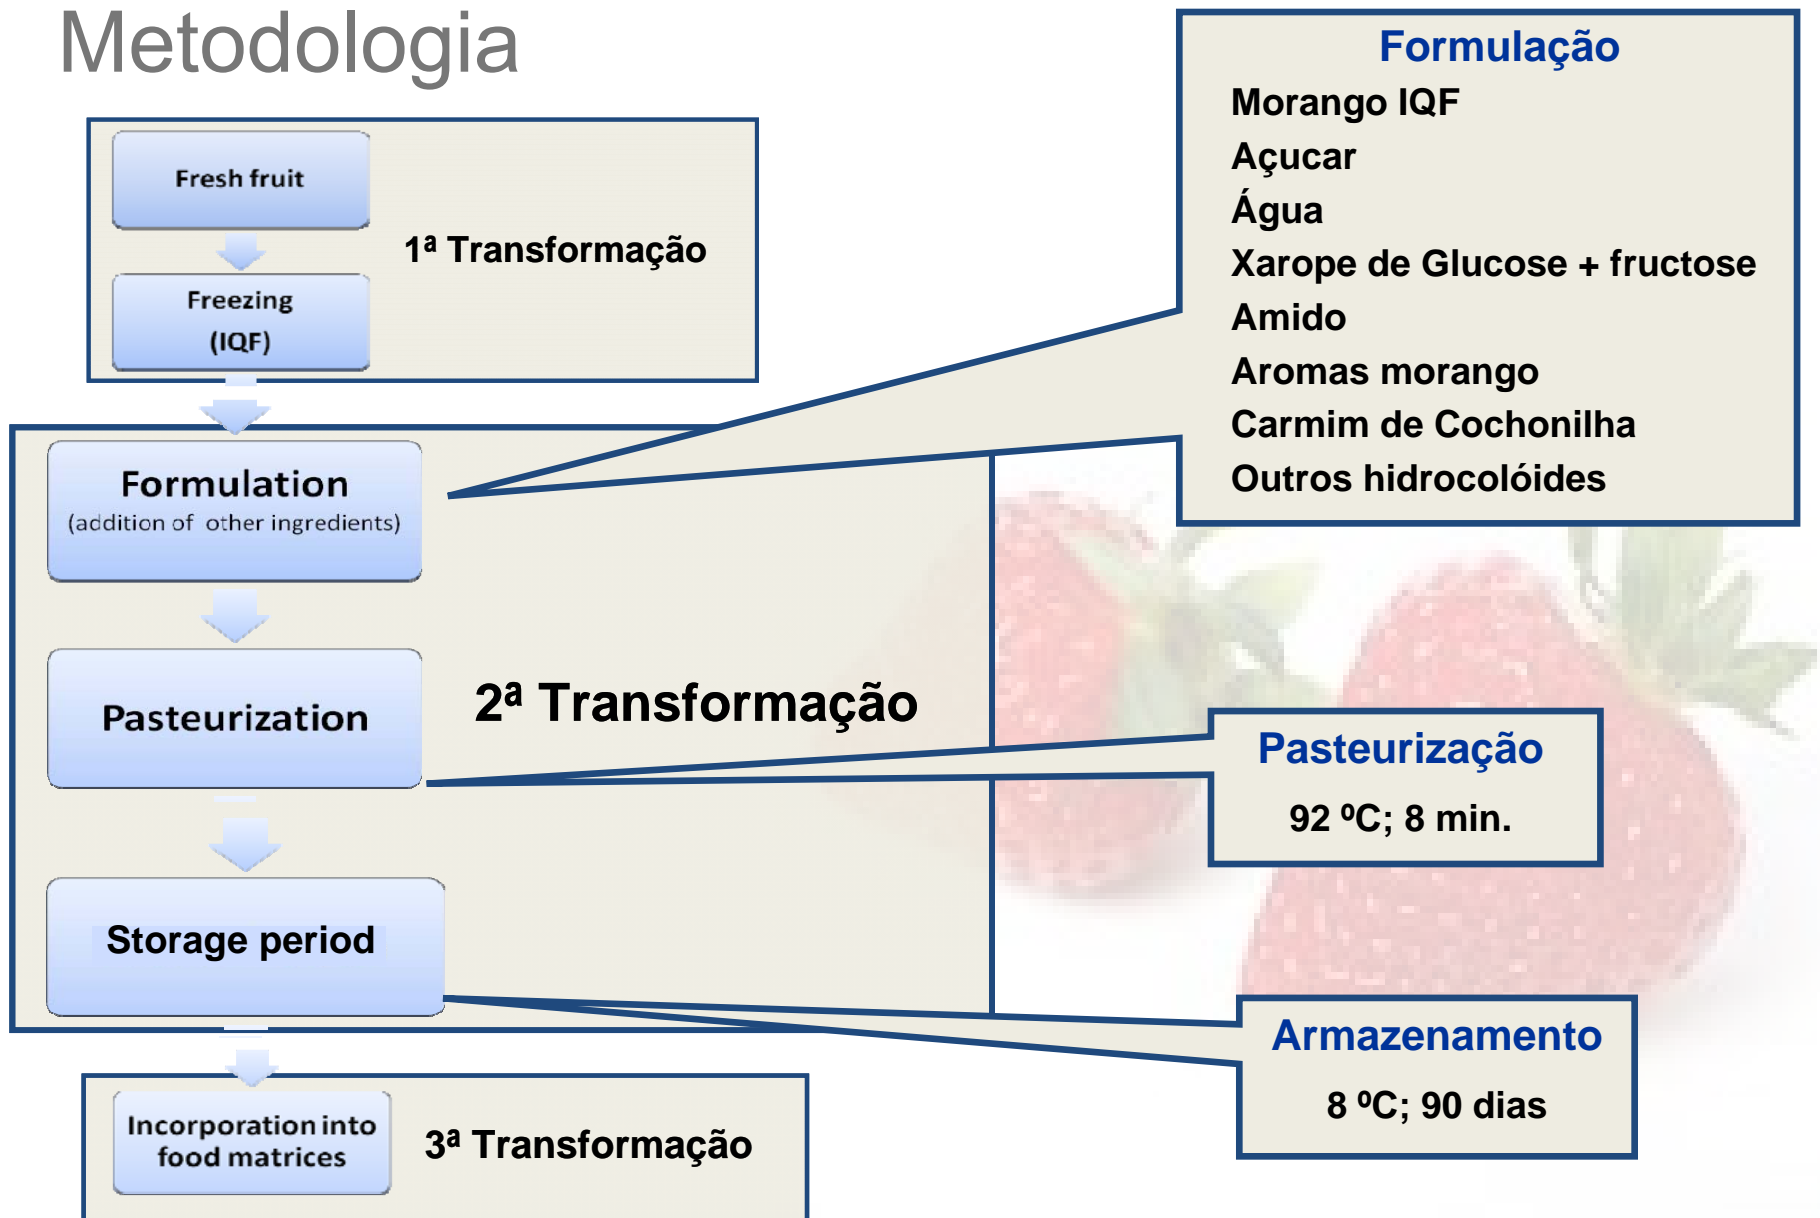 Metodologia
Fresh fruit
Freezing
(IQF)
1ª Transformação
Formulation
(addition of other ingredients)
Pasteurization
Storage period
2ª Transformação
Incorporation into
food matrices
3ª Transformação
Formulação
Morango IQF
Açucar
Água
Xarope de Glucose + fructose
Amido
Aromas morango
Carmim de Cochonilha
Outros hidrocolóides
Pasteurização
92 ºC; 8 min.
Armazenamento
8 ºC; 90 dias